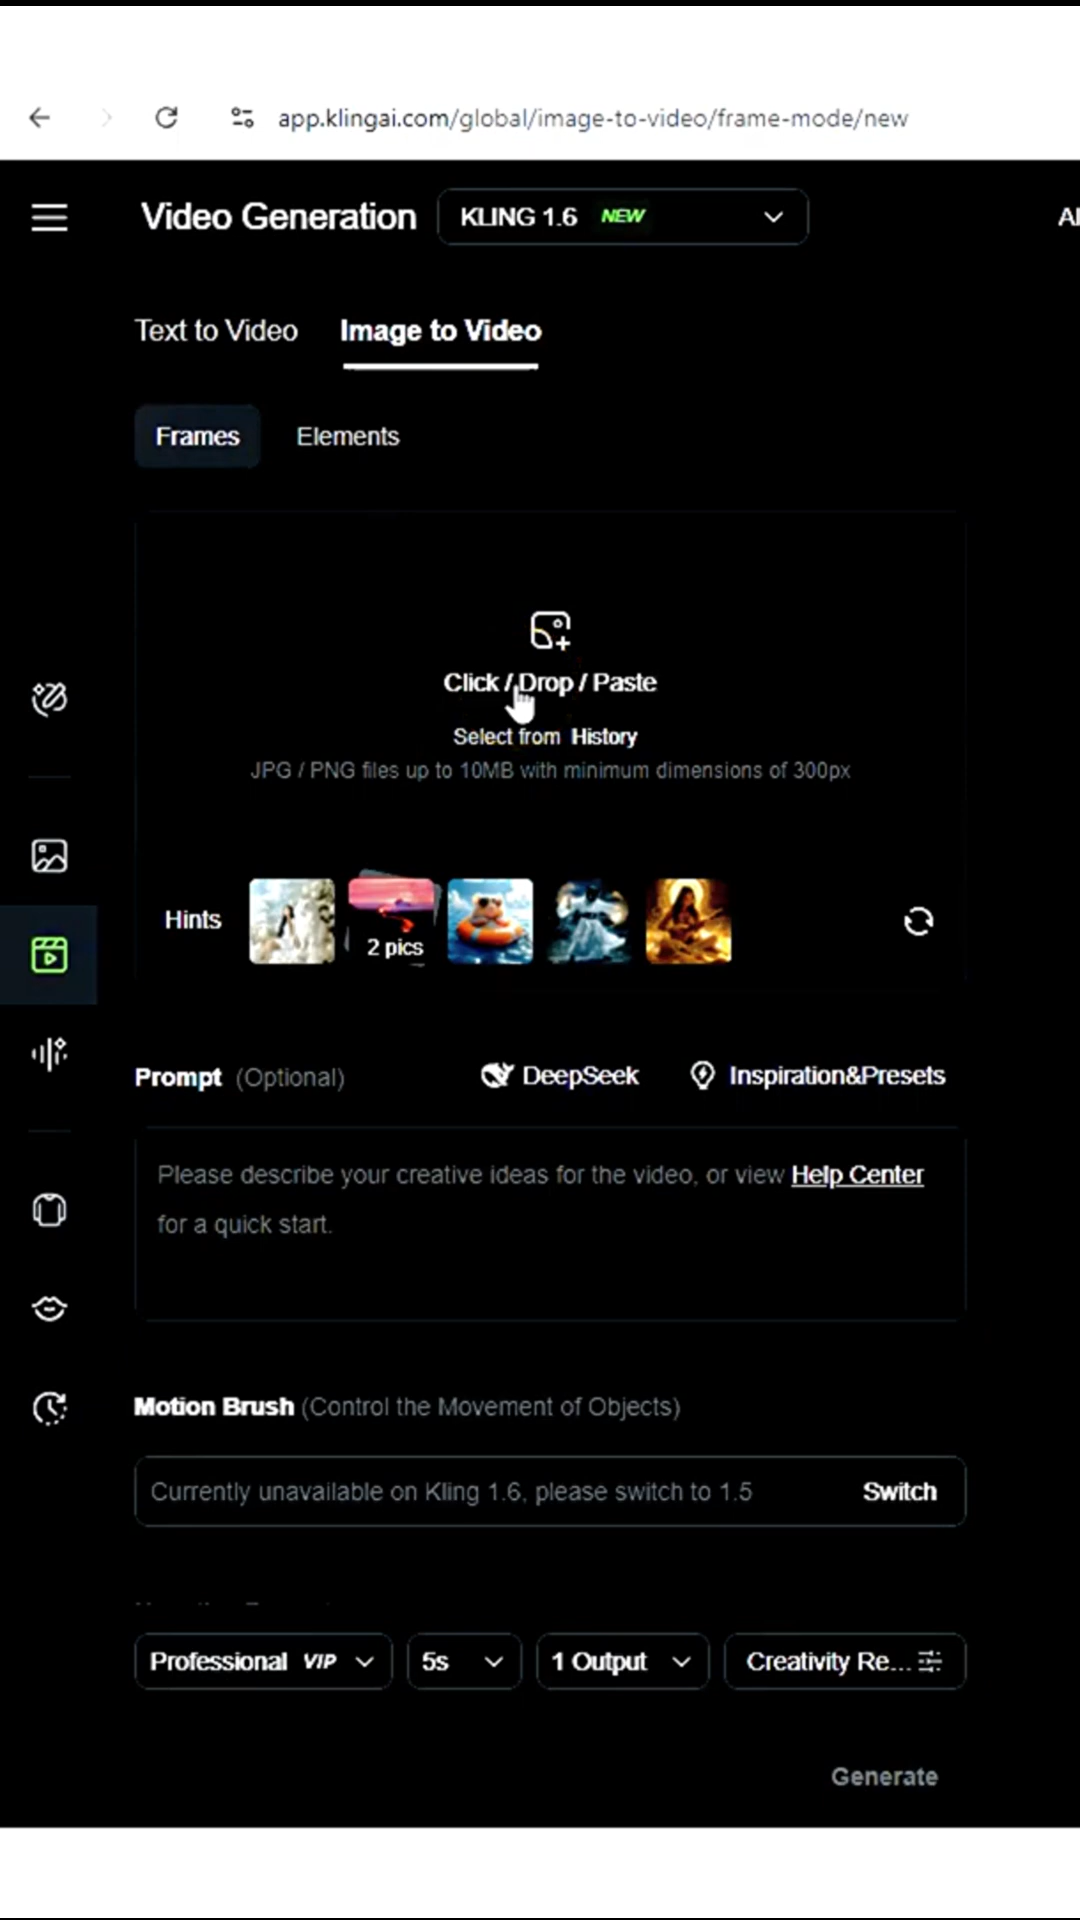 app.klingai.com/global/image-to-video/frame-mode/new
Video Generation
KLING 1.6 NEW
Text to Video
Image to Video
Frames
Elements
Click / Drop / Paste
Select from History
JPG / PNG files up to 10MB with minimum dimensions of 300px
Hints
2 pics
Prompt (Optional)
DeepSeek
Inspiration&Presets
Please describe your creative ideas for the video, or view Help Center
for a quick start.
Motion Brush (Control the Movement of Objects)
Currently unavailable on Kling 1.6, please switch to 1.5
Switch
Professional VIP
5s
1 Output
Creativity Re...
Generate